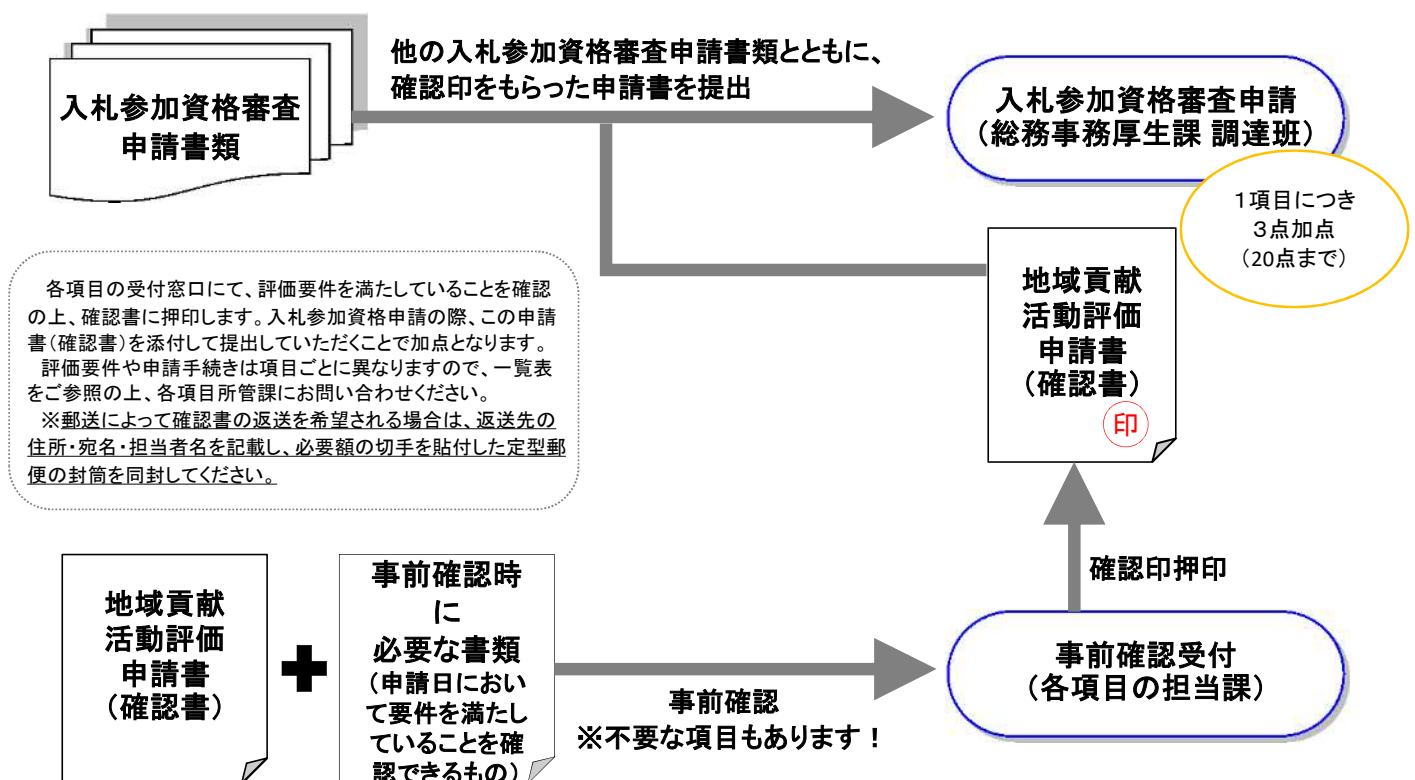 他の入札参加資格審査申請書類とともに、
確認印をもらった申請書を提出
入札参加資格審査
申請書類
入札参加資格審査申請
（総務事務厚生課 調達班）
１項目につき
３点加点
（20点まで）
地域貢献
活動評価
申請書
（確認書）
印
各項目の受付窓口にて、評価要件を満たしていることを確認
の上、確認書に押印します。入札参加資格申請の際、この申請
書（確認書）を添付して提出していただくことで加点となります。
評価要件や申請手続きは項目ごとに異なりますので、一覧表
をご参照の上、各項目所管課にお問い合わせください。
※郵送によって確認書の返送を希望される場合は、返送先の
住所・宛名・担当者名を記載し、必要額の切手を貼付した定型郵
便の封筒を同封してください。
確認印押印
地域貢献
活動評価
申請書
（確認書）
事前確認時
に
必要な書類
（申請日におい
て要件を満たし
ていることを確
認できるもの）
事前確認
※不要な項目もあります！
事前確認受付
（各項目の担当課）